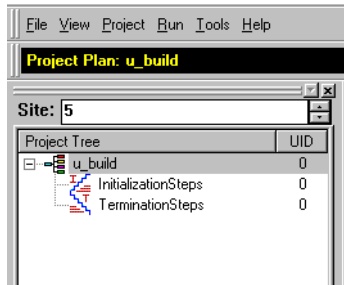 File View Project Run Tools Help
Project Plan: u_build
Site: 5
Project Tree UID
u_build 0
InitializationSteps 0
TerminationSteps 0